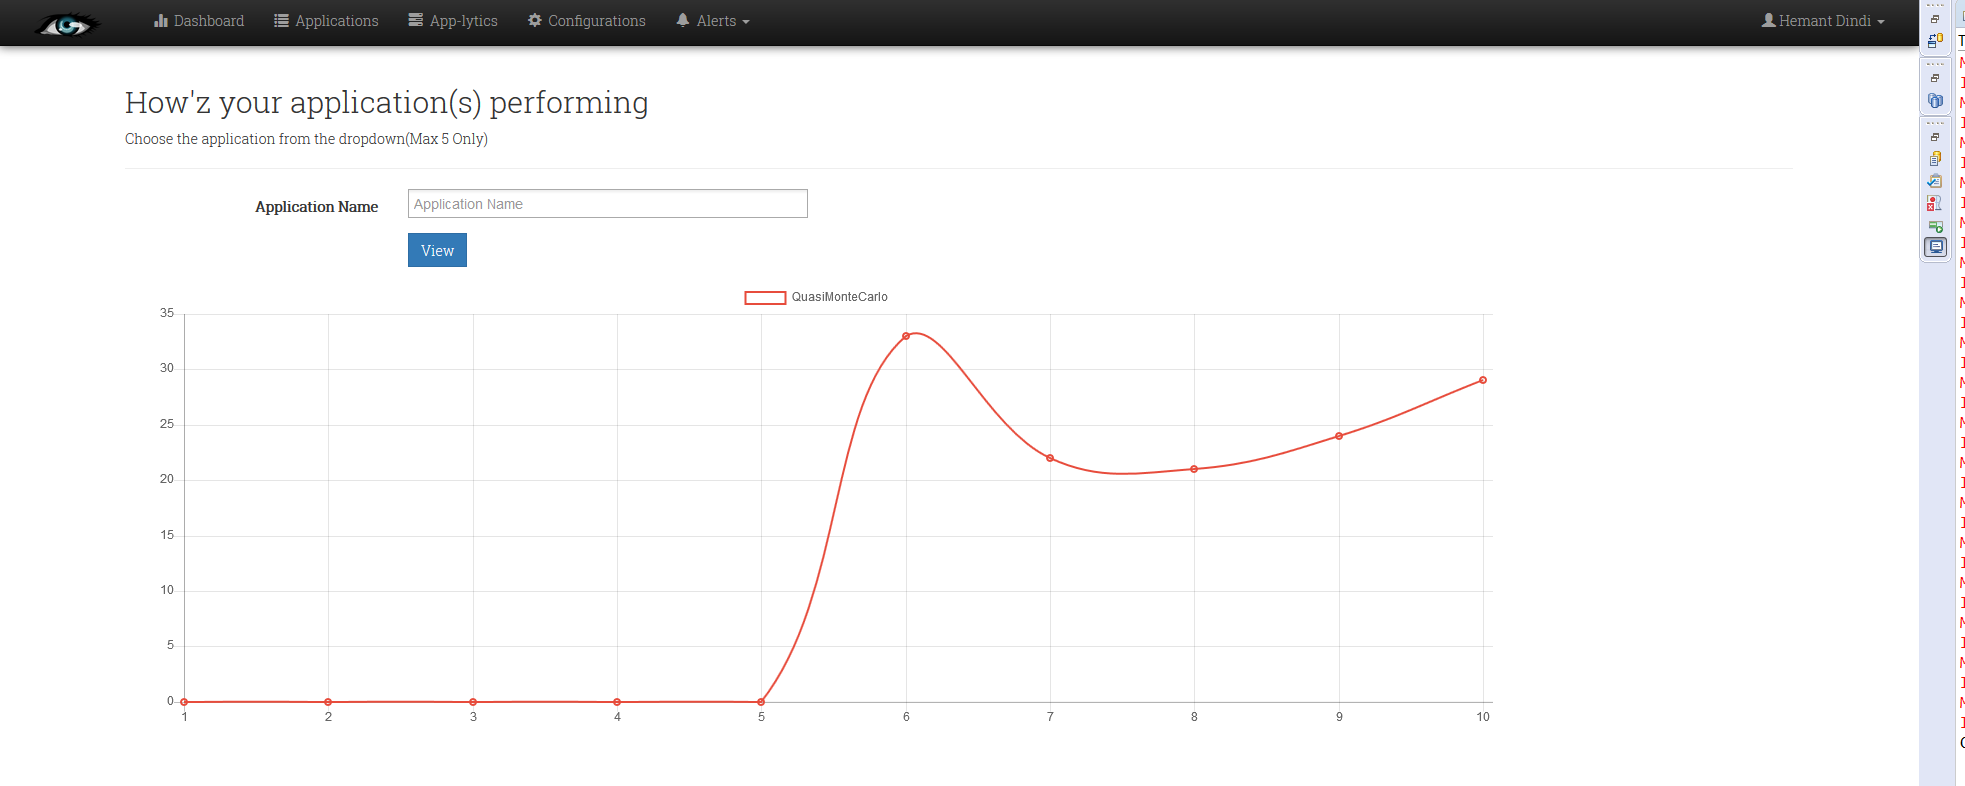 Dashboard Applications App-lytics Configurations Alerts Hemant Dindi
How'z your application(s) performing
Choose the application from the dropdown(Max 5 Only)
Application Name Application Name
View
QuasiMonteCarlo
35
30
25
20
15
10
5
0
1 2 3 4 5 6 7 8 9 10